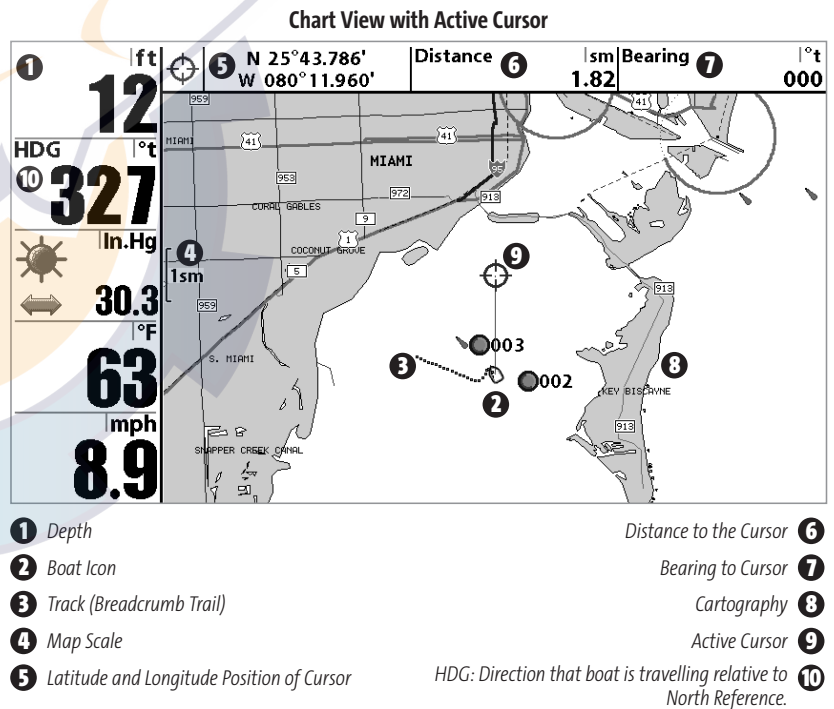 Chart View with Active Cursor
1 ft
12
5 N 25°43.786'
W 080°11.960'
Distance 6 sm
1.82
Bearing 7 °t
000
HDG °t
10 327
In.Hg
30.3
°F
63
mph
8.9
4
1sm
959
MIAMI
41
41
41
MIAMI
95
953
972
913
CORAL GABLES
9
1
COCONUT GROVE
5
9
913
959
003
S. MIAMI
3
002
8
2
KEY BISCAYNE
913
SNAPPER CREEK CANAL
1 Depth
2 Boat Icon
3 Track (Breadcrumb Trail)
4 Map Scale
5 Latitude and Longitude Position of Cursor
Distance to the Cursor 6
Bearing to Cursor 7
Cartography 8
Active Cursor 9
HDG: Direction that boat is travelling relative to 10
North Reference.